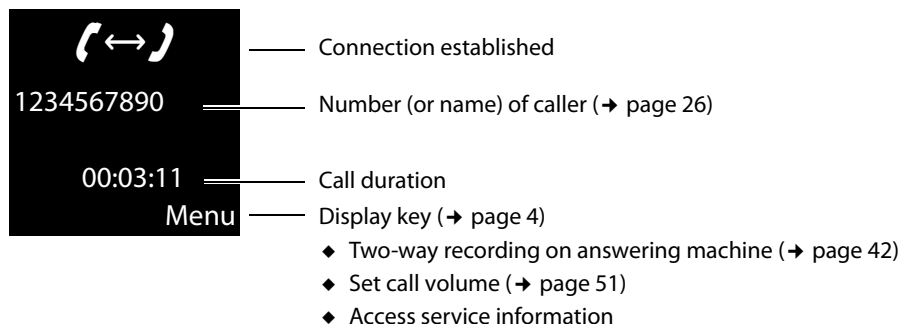 Connection established
1234567890 Number (or name) of caller (➔ page 26)
00:03:11 Call duration
Menu Display key (➔ page 4)
◆ Two-way recording on answering machine (➔ page 42)
◆ Set call volume (➔ page 51)
◆ Access service information